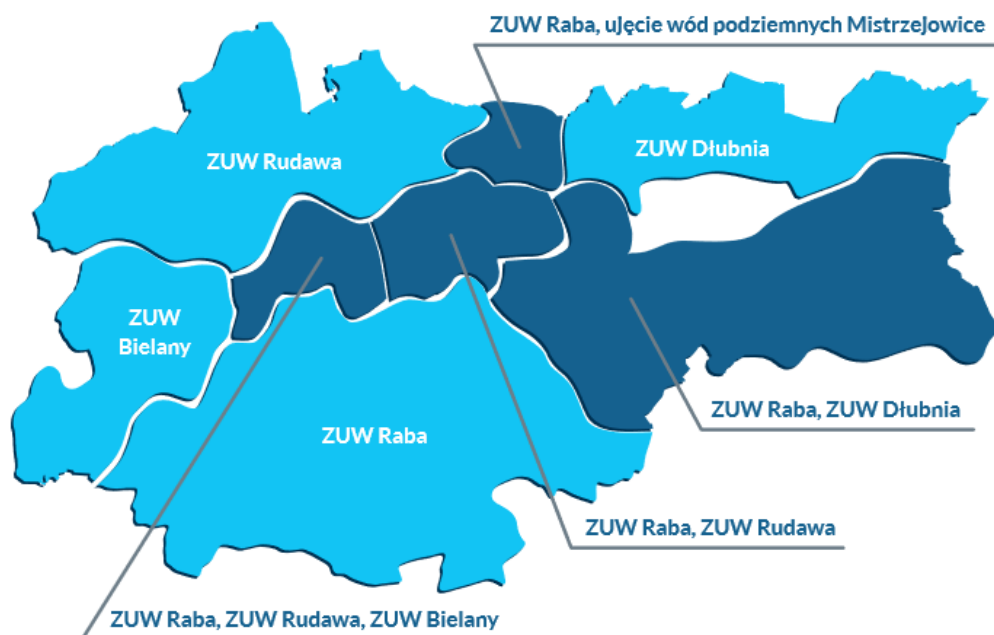 ZUW Raba, ujęcie wód podziemnych Mistrzejowice
ZUW Rudawa
ZUW Dłubnia
ZUW
Bielany
ZUW Raba, ZUW Dłubnia
ZUW Raba
ZUW Raba, ZUW Rudawa
ZUW Raba, ZUW Rudawa, ZUW Bielany